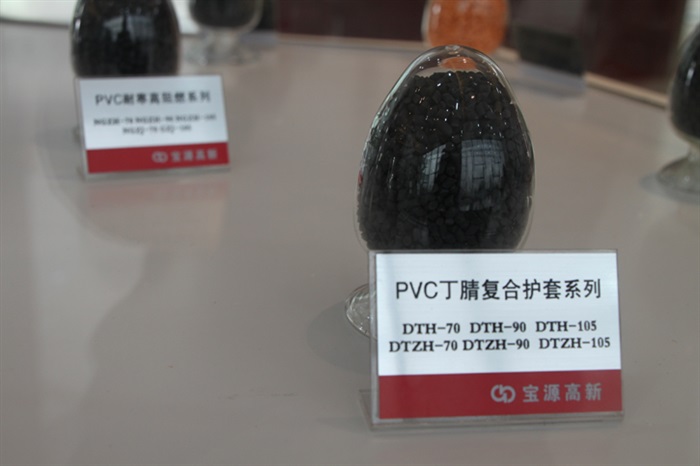 PVC耐寒高阻燃系列
宝源高新
PVC丁腈复合护套系列
DTH-70 DTH-90 DTH-105
DTZH-70 DTZH-90 DTZH-105
宝源高新